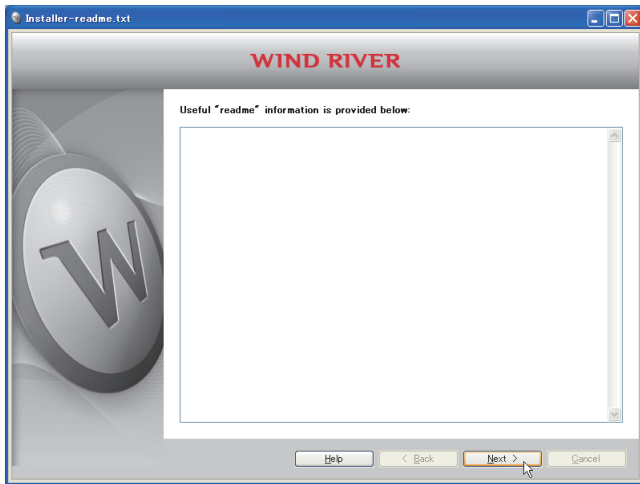 Installer-readme.txt
WIND RIVER
Useful "readme" information is provided below:
W
Help
< Back
Next >
Cancel